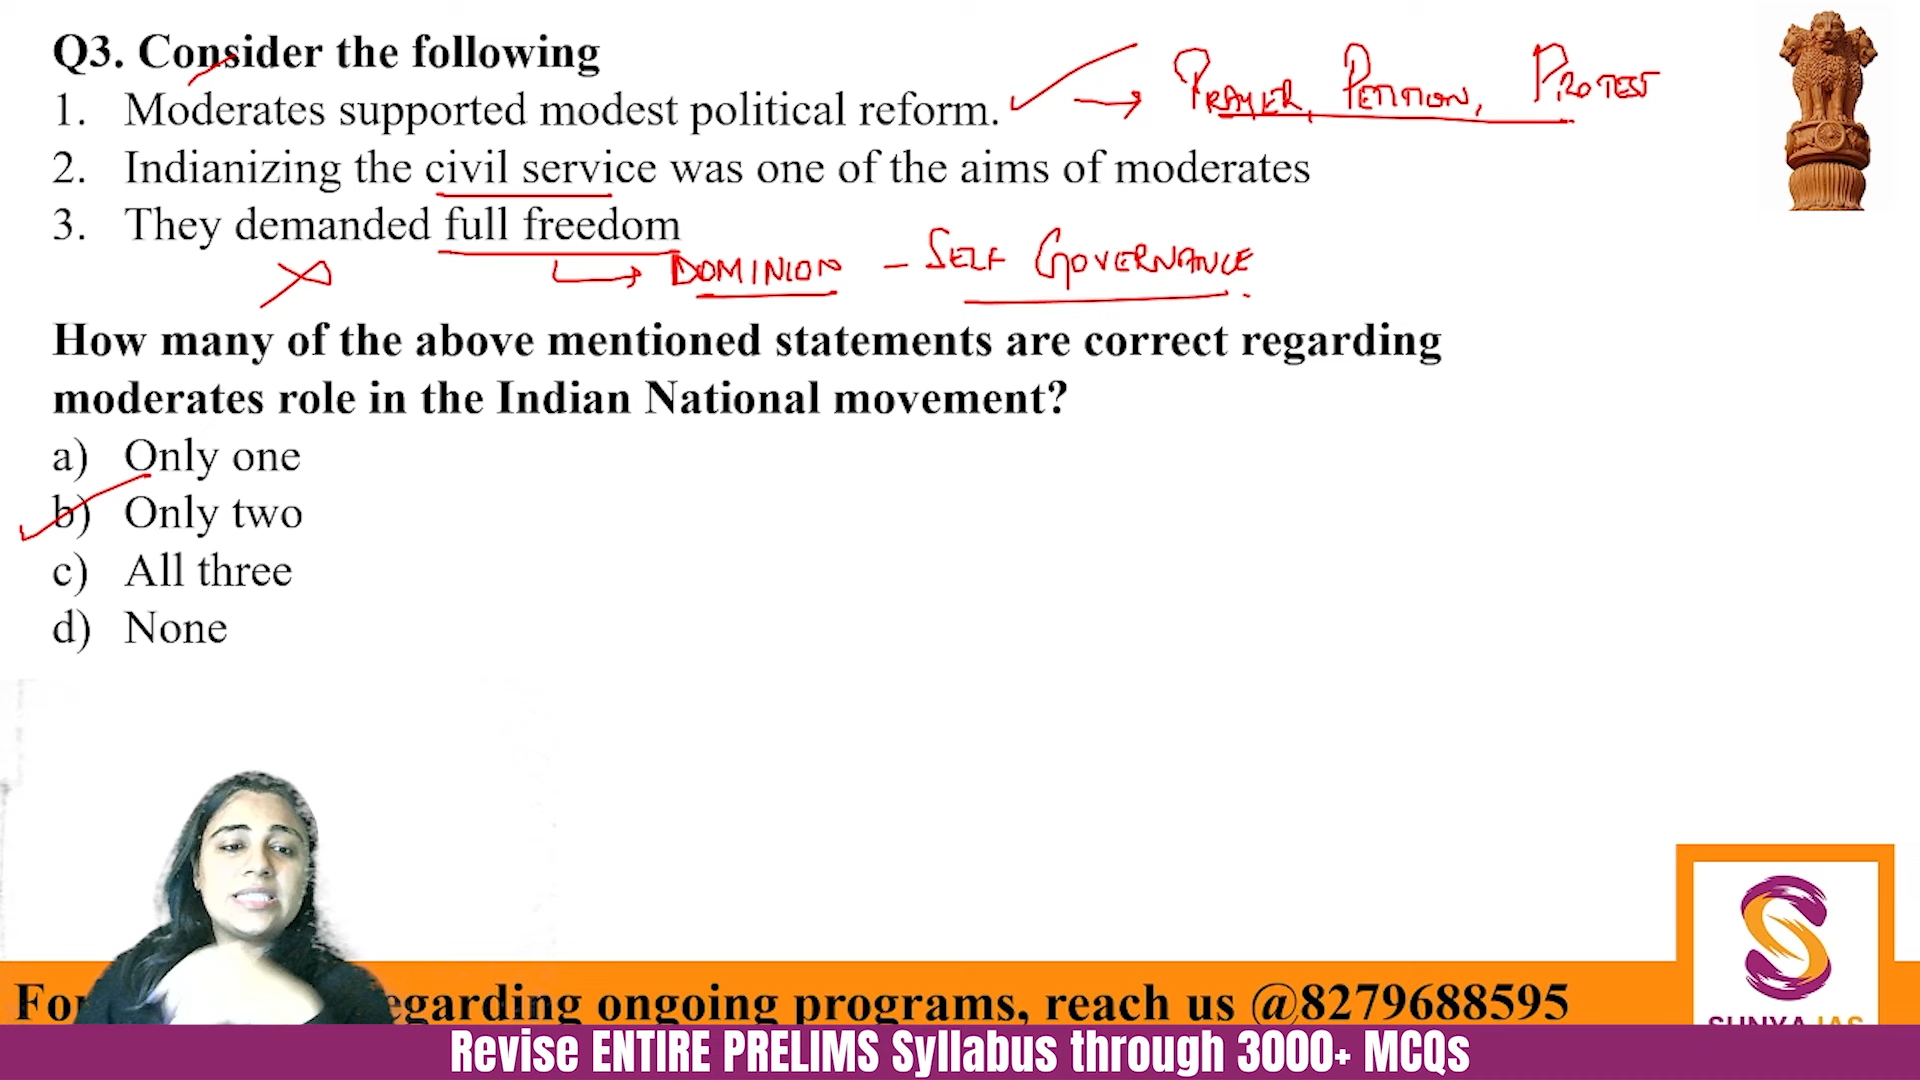 Q3. Consider the following
1. Moderates supported modest political reform. → PRAYER, PETITION, PROTEST
2. Indianizing the civil service was one of the aims of moderates
3. They demanded full freedom
→ DOMINION – SELF GOVERNANCE
How many of the above mentioned statements are correct regarding
moderates role in the Indian National movement?
a) Only one
b) Only two
c) All three
d) None
For egarding ongoing programs, reach us @8279688595
SUNYA IAS
Revise ENTIRE PRELIMS Syllabus through 3000+ MCQs